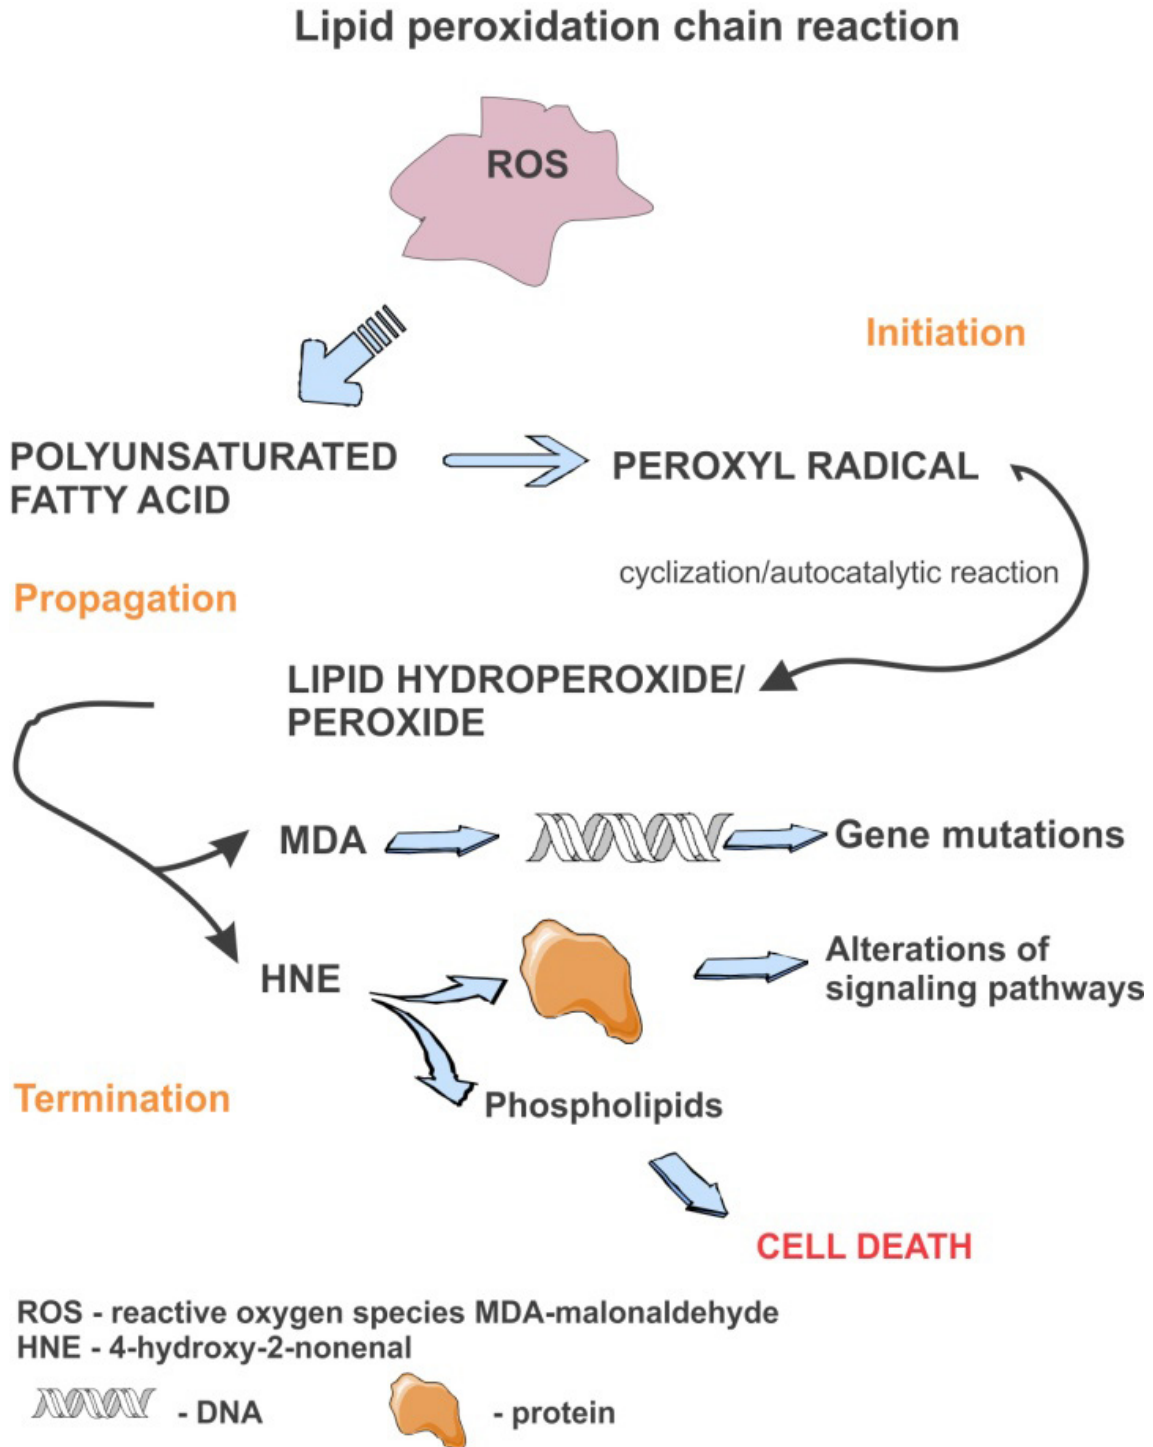 Lipid peroxidation chain reaction
ROS
Initiation
POLYUNSATURATED
FATTY ACID
PEROXYL RADICAL
cyclization/autocatalytic reaction
Propagation
LIPID HYDROPEROXIDE/
PEROXIDE
MDA
Gene mutations
HNE
Alterations of
signaling pathways
Termination
Phospholipids
CELL DEATH
ROS - reactive oxygen species MDA-malonaldehyde
HNE - 4-hydroxy-2-nonenal
- DNA
- protein